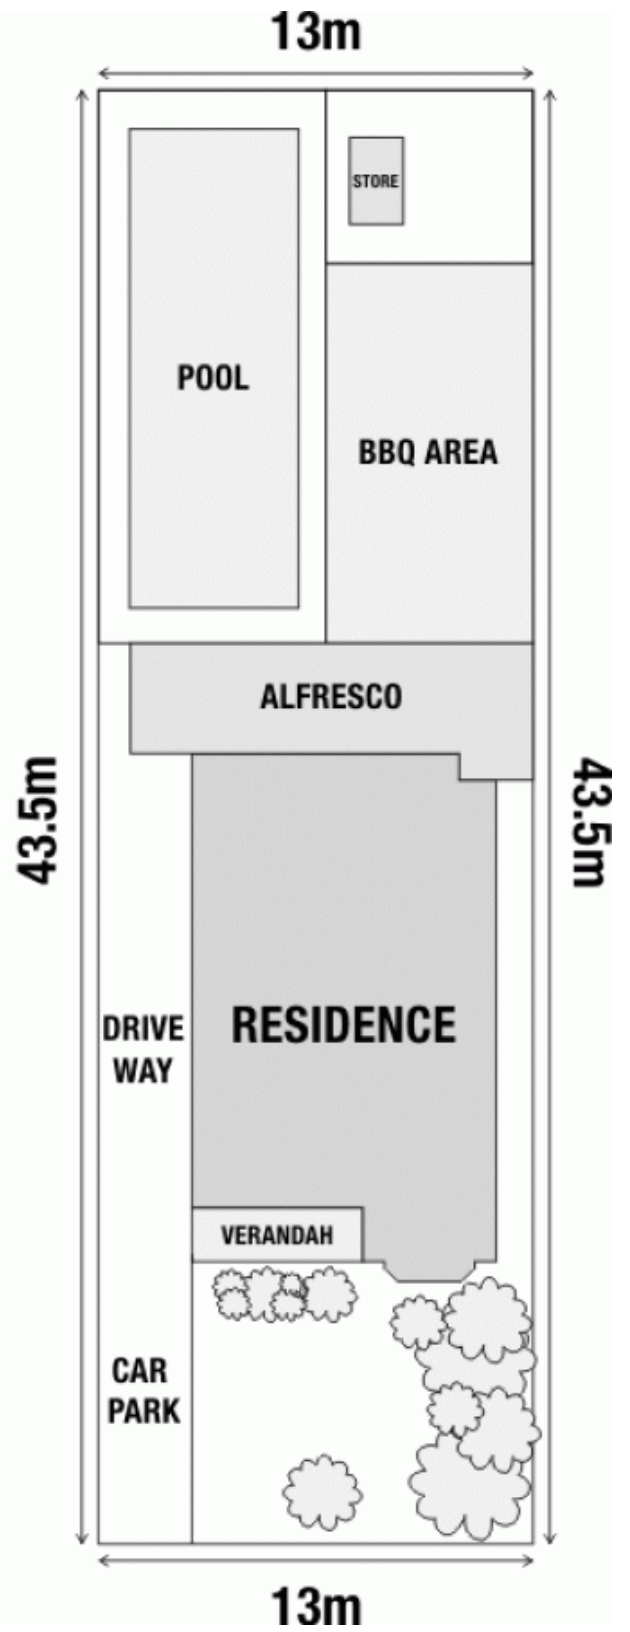 13m
STORE
POOL
BBQ AREA
ALFRESCO
43.5m
43.5m
RESIDENCE
DRIVE
WAY
VERANDAH
CAR
PARK
13m